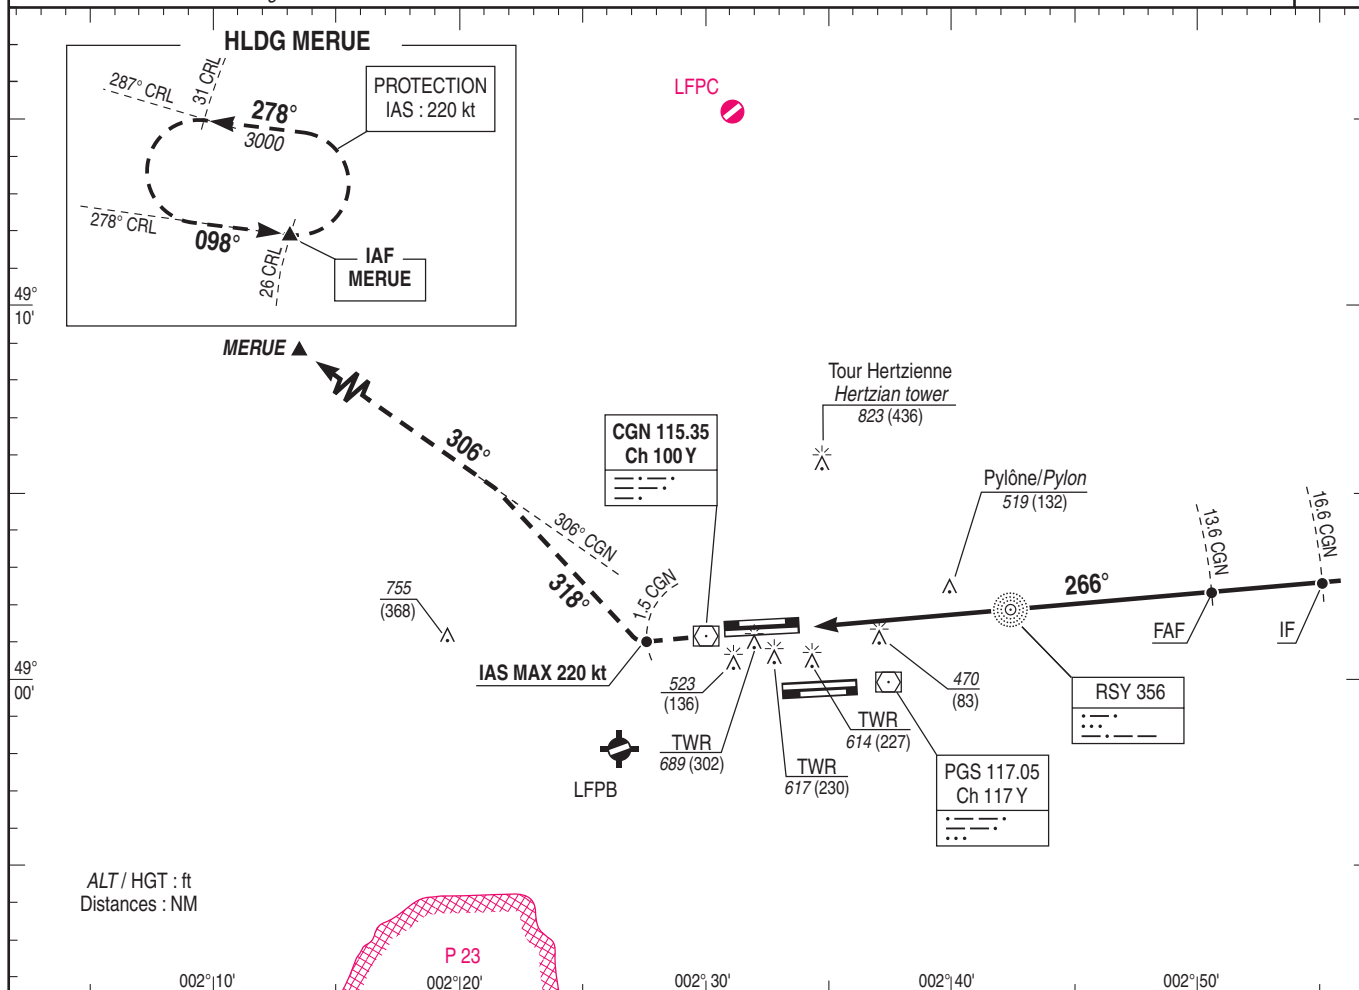 HLDG MERUE
287° CRL
31 CRL
278°
3000
PROTECTION
IAS : 220 kt
278° CRL
098°
26 CRL
IAF
MERUE
LFPC
49°
10'
MERUE
306°
306° CGN
318°
1.5 CGN
IAS MAX 220 kt
755
(368)
CGN 115.35
Ch 100 Y
Tour Hertzienne
Hertzian tower
823 (436)
Pylône/Pylon
519 (132)
13.6 CGN
16.6 CGN
266°
FAF
IF
49°
00'
523
(136)
TWR
689 (302)
TWR
617 (230)
TWR
614 (227)
470
(83)
RSY 356
PGS 117.05
Ch 117 Y
LFPB
ALT / HGT : ft
Distances : NM
P 23
002°10'
002°20'
002°30'
002°40'
002°50'